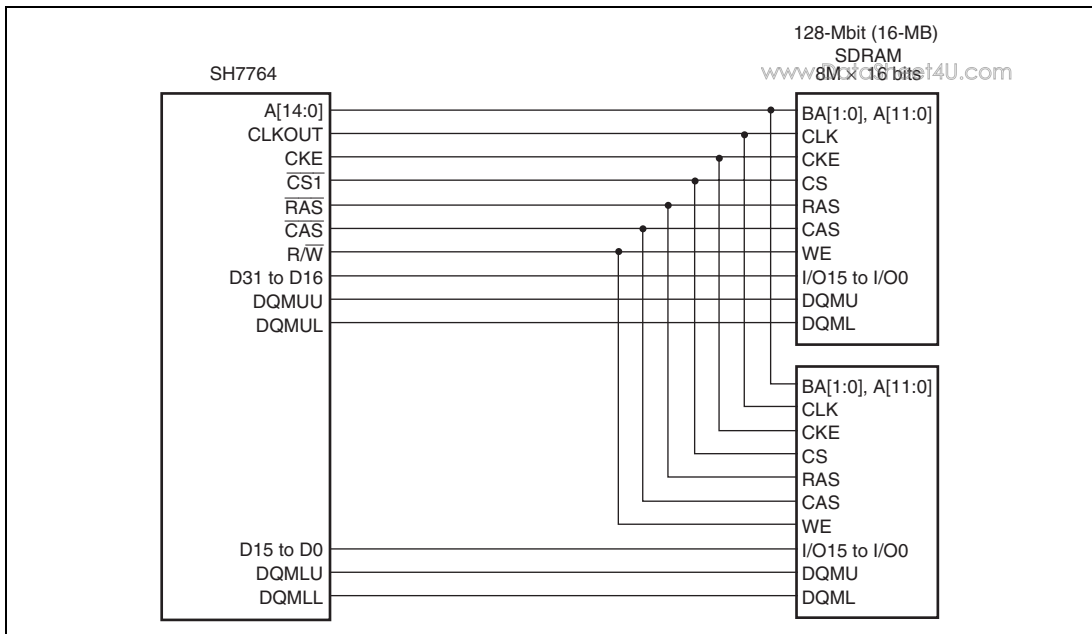 128-Mbit (16-MB)
SDRAM
www.DataSheet4U.com
8M × 16 bits
SH7764
A[14:0]
CLKOUT
CKE
CS1
RAS
CAS
R/W
D31 to D16
DQMUU
DQMUL
D15 to D0
DQMLU
DQMLL
BA[1:0], A[11:0]
CLK
CKE
CS
RAS
CAS
WE
I/O15 to I/O0
DQMU
DQML
BA[1:0], A[11:0]
CLK
CKE
CS
RAS
CAS
WE
I/O15 to I/O0
DQMU
DQML